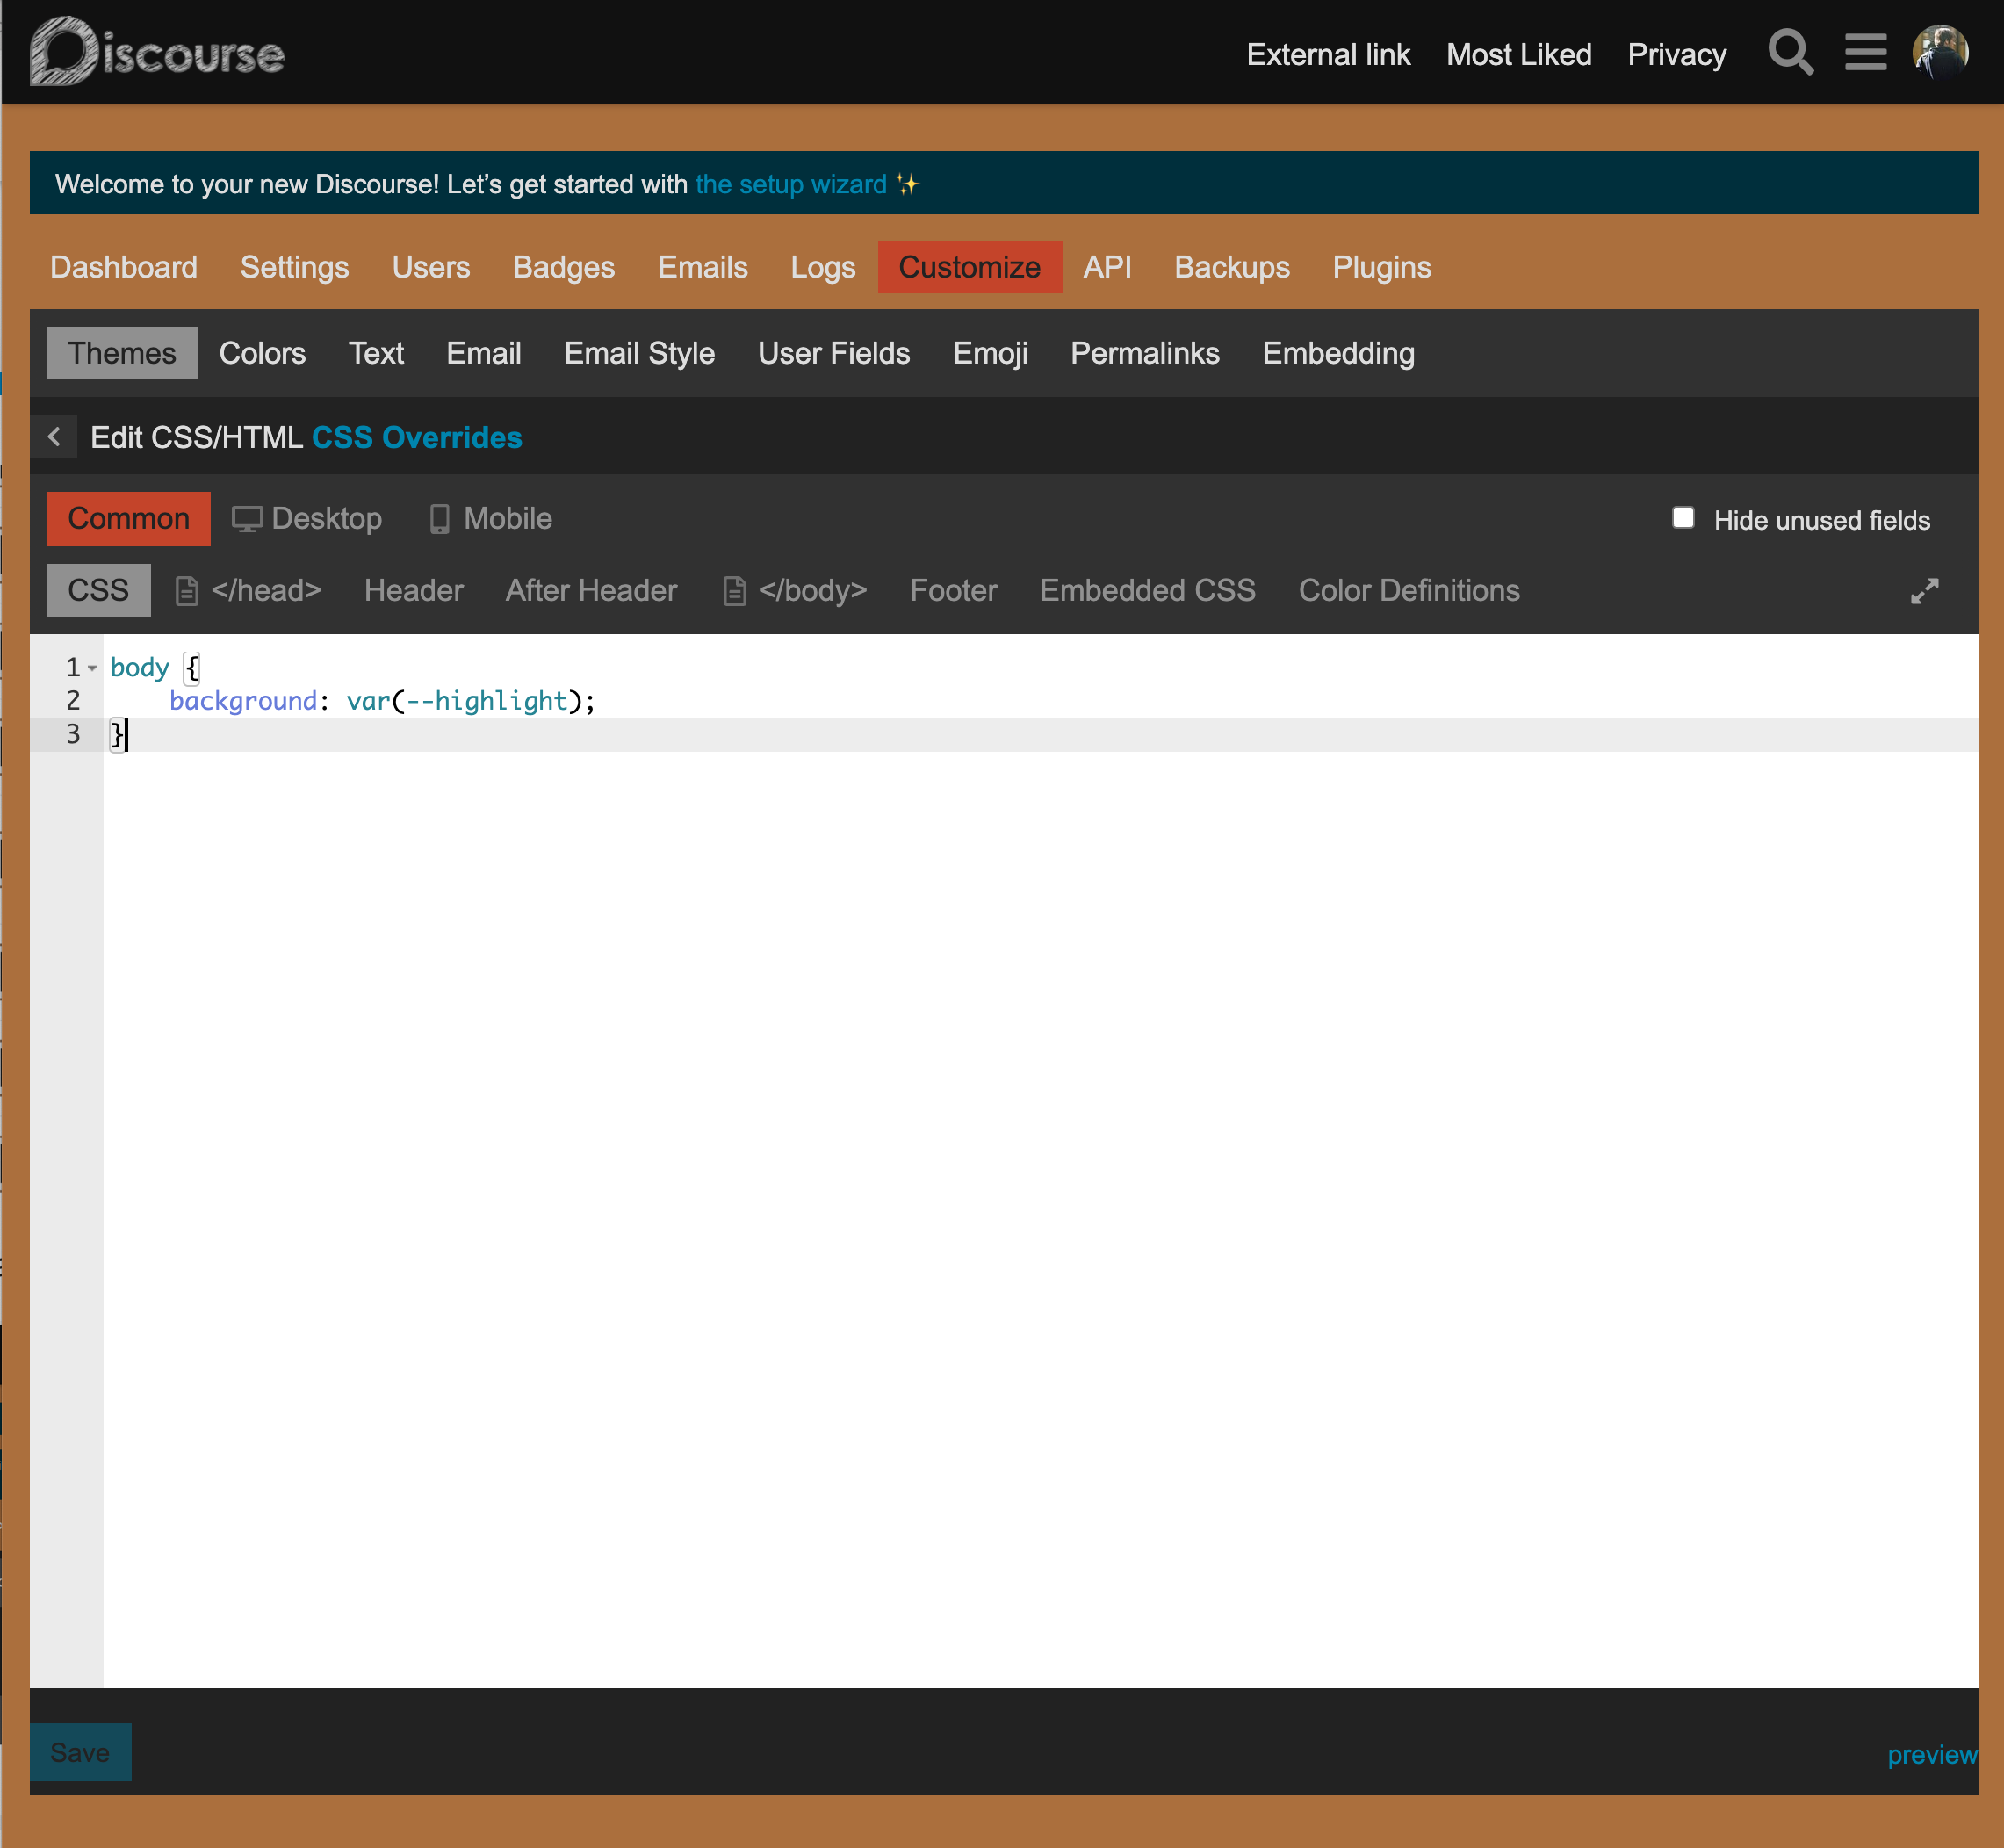 Discourse
External link Most Liked Privacy
Welcome to your new Discourse! Let’s get started with the setup wizard ✨
Dashboard Settings Users Badges Emails Logs Customize API Backups Plugins
Themes Colors Text Email Email Style User Fields Emoji Permalinks Embedding
Edit CSS/HTML CSS Overrides
Common Desktop Mobile Hide unused fields
CSS </head> Header After Header </body> Footer Embedded CSS Color Definitions
1 body {
2 background: var(--highlight);
3 }
Save preview